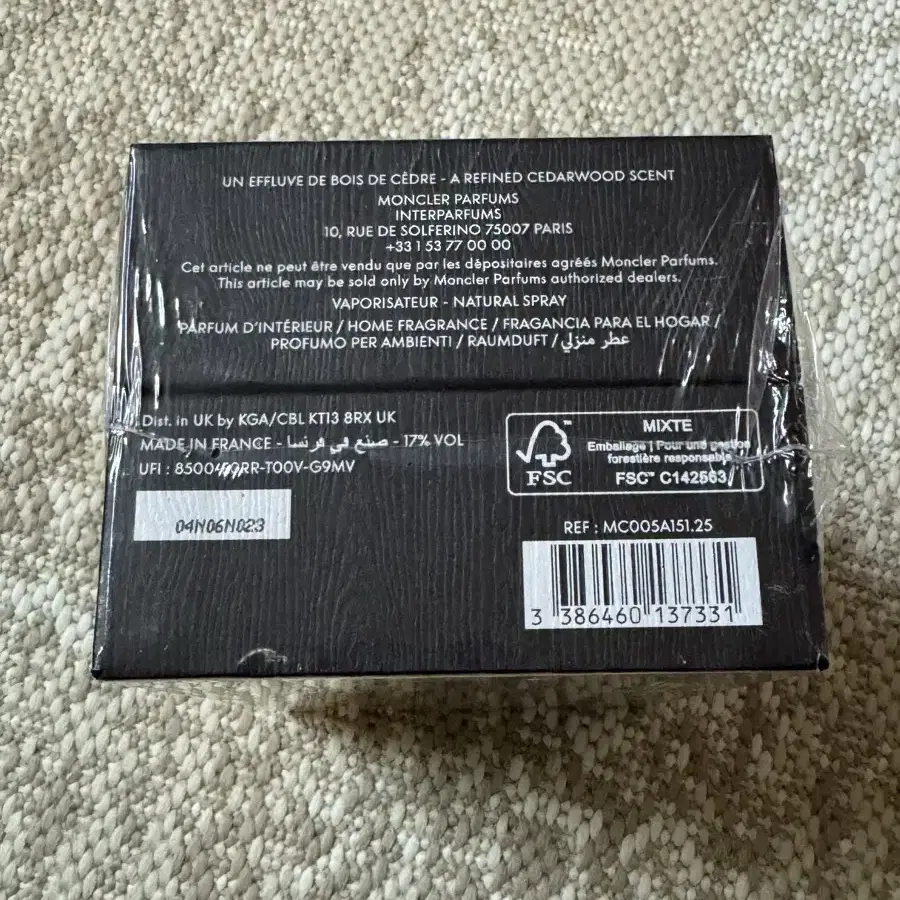 UN EFFLUVE DE BOIS DE CÈDRE - A REFINED CEDARWOOD SCENT
MONCLER PARFUMS
INTERPARFUMS
10, RUE DE SOLFERINO 75007 PARIS
+33 1 53 77 00 00
Cet article ne peut être vendu que par les dépositaires agréés Moncler Parfums.
This article may be sold only by Moncler Parfums authorized dealers.
VAPORISATEUR - NATURAL SPRAY
PARFUM D'INTÉRIEUR / HOME FRAGRANCE / FRAGANCIA PARA EL HOGAR /
PROFUMO PER AMBIENTI / RAUMDUFT / عطر منزلي
Dist. in UK by KGA/CBL KT13 8RX UK
MADE IN FRANCE - صنع في فرنسا - 17% VOL
UFI :
04N06N023
MIXTE
Emballage | Pour une gestion
forestière responsable
FSC
FSC™ C142563
REF : MC005A151.25
3 386460 137331